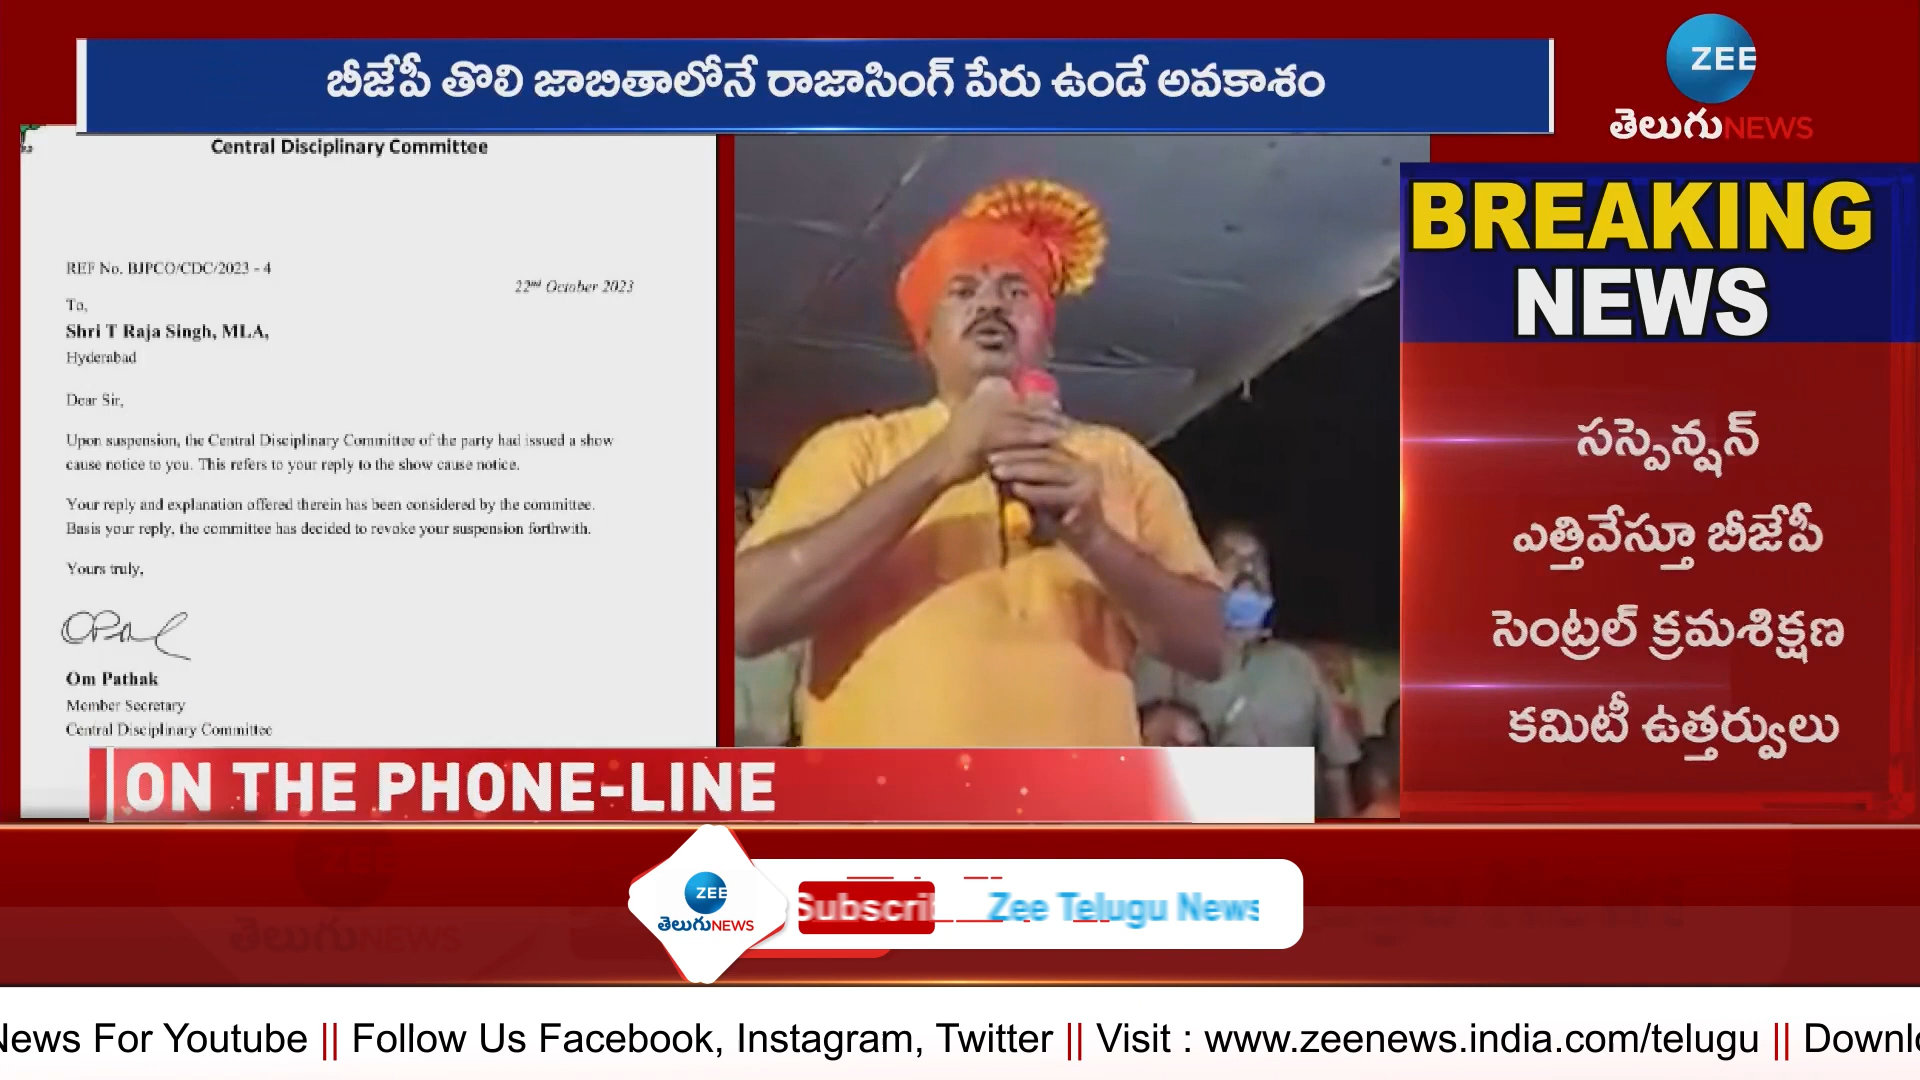 బీజేపీ తొలి జాబితాలోనే రాజాసింగ్ పేరు ఉండే అవకాశం
ZEE
తెలుగు NEWS
Central Disciplinary Committee
REF No. BJPCO/CDC/2023 - 4
22nd October 2023
To,
Shri T Raja Singh, MLA,
Hyderabad
Dear Sir,
Upon suspension, the Central Disciplinary Committee of the party had issued a show
cause notice to you. This refers to your reply to the show cause notice.
Your reply and explanation offered therein has been considered by the committee.
Basis your reply, the committee has decided to revoke your suspension forthwith.
Yours truly,
Om Pathak
Member Secretary
Central Disciplinary Committee
BREAKING
NEWS
సస్పెన్షన్
ఎత్తివేస్తూ బీజేపీ
సెంట్రల్ క్రమశిక్షణ
కమిటీ ఉత్తర్వులు
ON THE PHONE-LINE
ZEE
తెలుగు NEWS
Subscri
Zee Telugu News
News For Youtube || Follow Us Facebook, Instagram, Twitter || Visit : www.zeenews.india.com/telugu || Downl